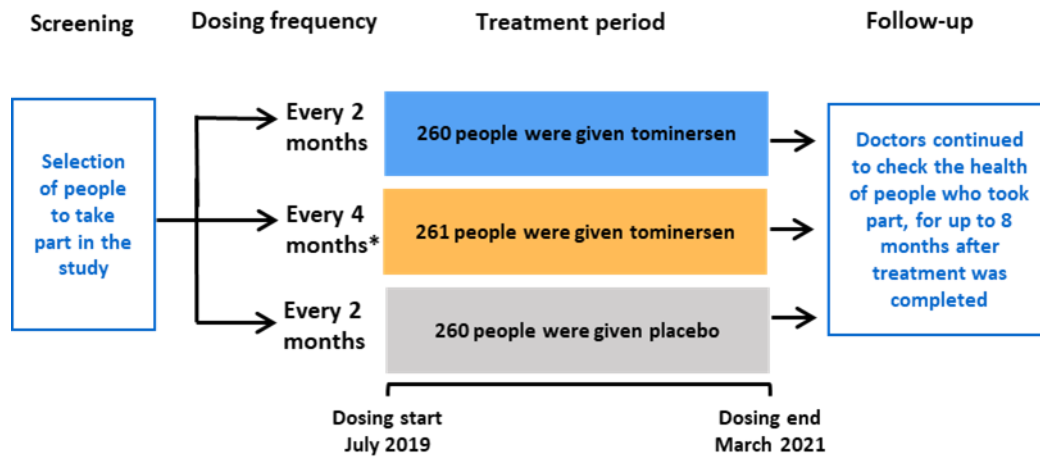 Screening
Dosing frequency
Treatment period
Follow-up
Selection
of people
to take
part in the
study
Every 2
months
260 people were given tominersen
Every 4
months*
261 people were given tominersen
Every 2
months
260 people were given placebo
Doctors continued
to check the health
of people who took
part, for up to 8
months after
treatment was
completed
Dosing start
July 2019
Dosing end
March 2021